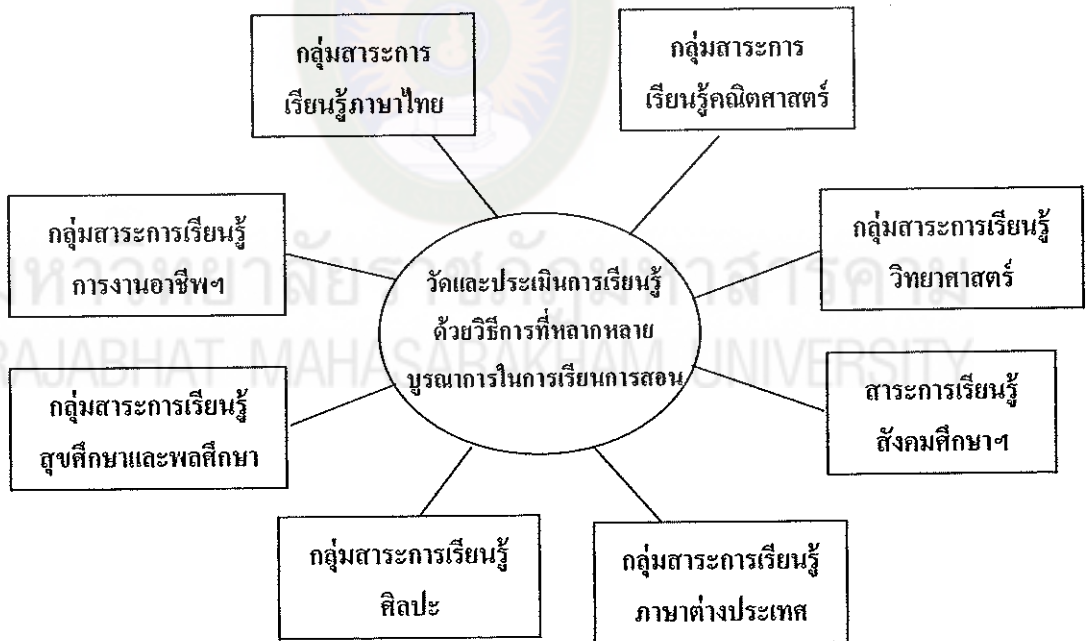 กลุ่มสาระการ
เรียนรู้ภาษาไทย
กลุ่มสาระการ
เรียนรู้คณิตศาสตร์
กลุ่มสาระการเรียนรู้
การงานอาชีพฯ
กลุ่มสาระการเรียนรู้
วิทยาศาสตร์
วัดและประเมินการเรียนรู้
ด้วยวิธีการที่หลากหลาย
บูรณาการในการเรียนการสอน
กลุ่มสาระการเรียนรู้
สุขศึกษาและพลศึกษา
สาระการเรียนรู้
สังคมศึกษาฯ
กลุ่มสาระการเรียนรู้
ศิลปะ
กลุ่มสาระการเรียนรู้
ภาษาต่างประเทศ
RAJABHAT MAHASARAKHAM UNIVERSITY